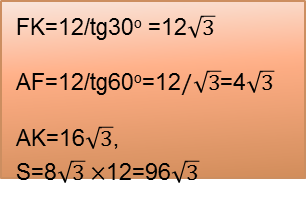 FK=12/tg30º =12√3
AF=12/tg60º=12/√3=4√3
AK=16√3,
S=8√3 ×12=96√3